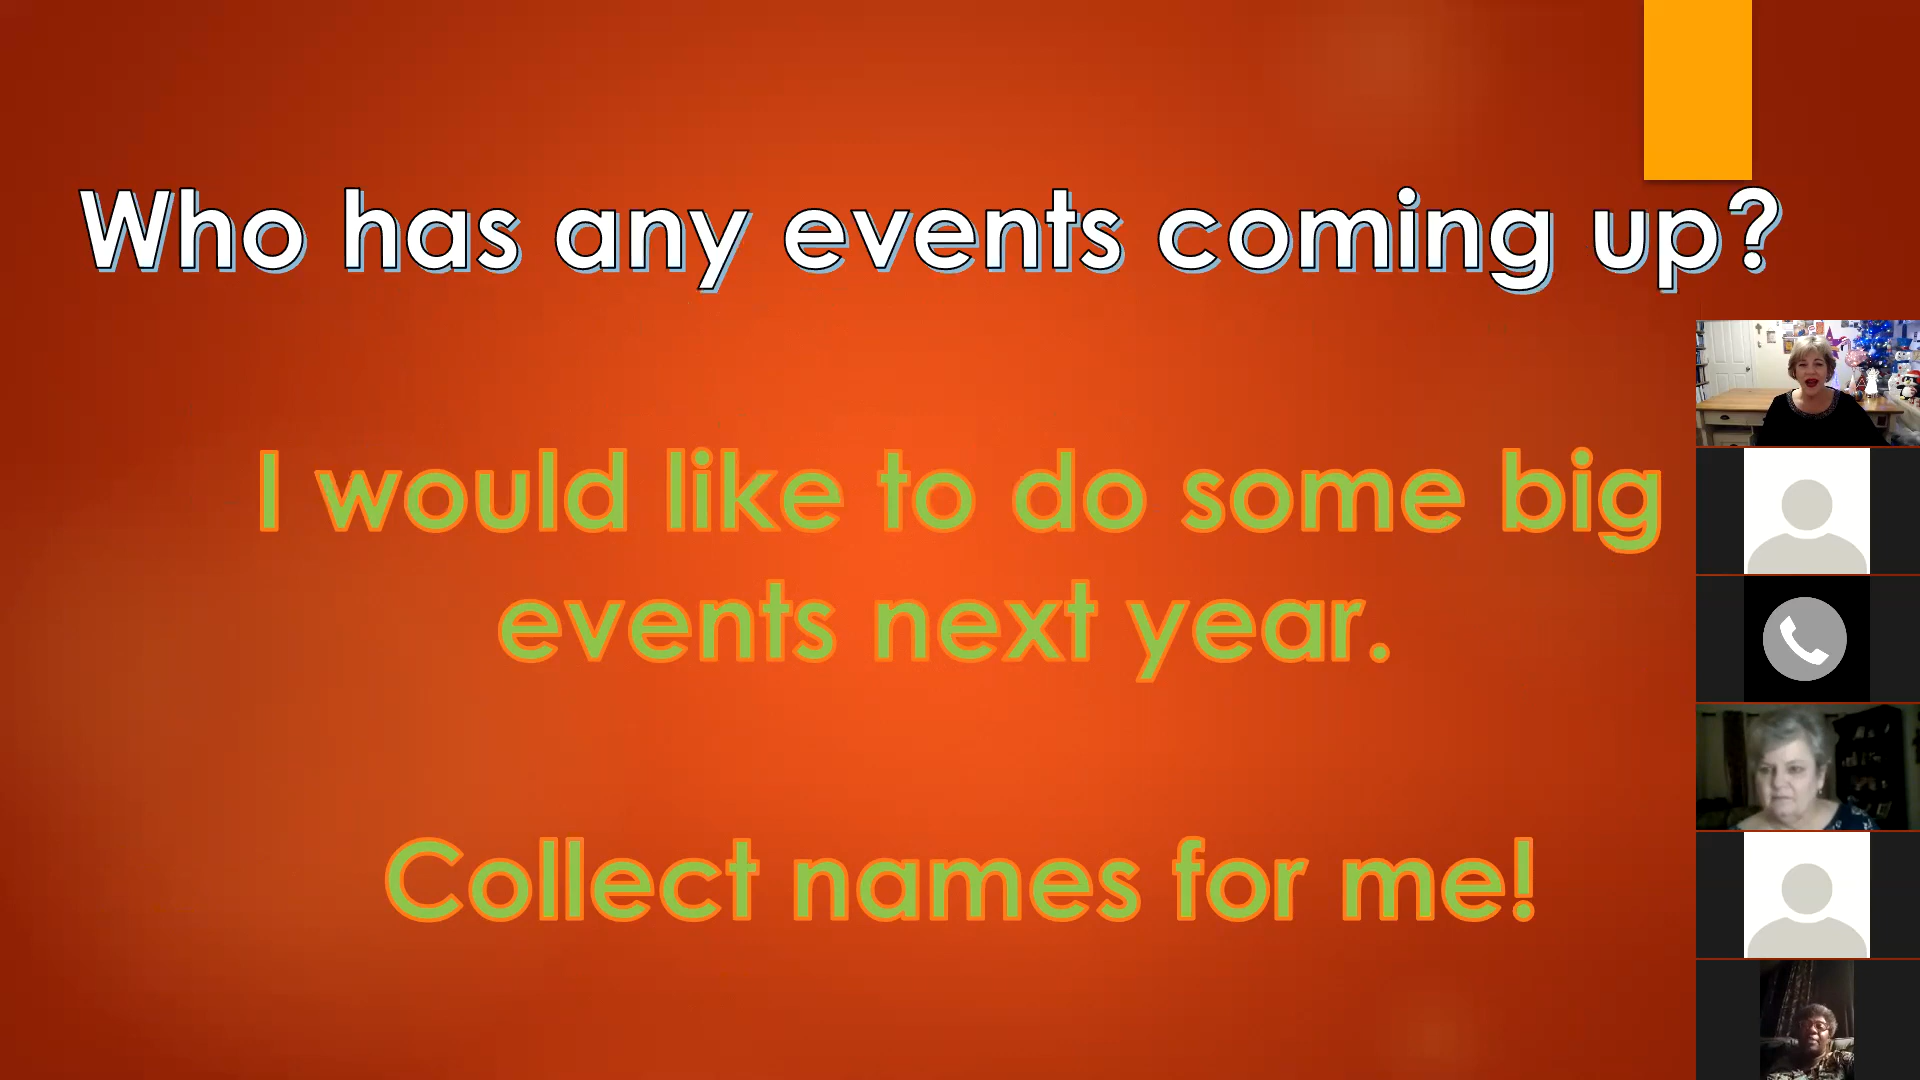 Who has any events coming up?
I would like to do some big
events next year.
Collect names for me!